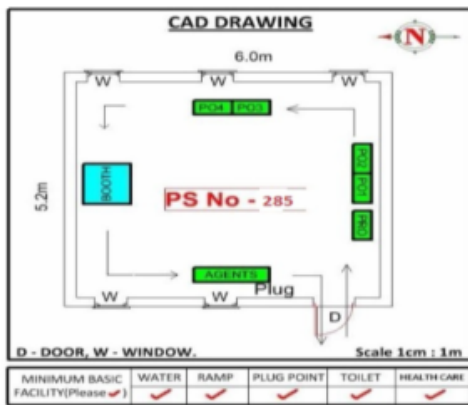 CAD DRAWING
N
6.0m
W W W
PO4 PO3
5.2m
BOOTH
PO2
PO1
PRO
PS No - 285
AGENTS
Plug
W W
D
D - DOOR, W - WINDOW. Scale 1cm : 1m
MINIMUM BASIC FACILITY(Please ✓) WATER RAMP PLUG POINT TOILET HEALTH CARE
✓ ✓ ✓ ✓ ✓